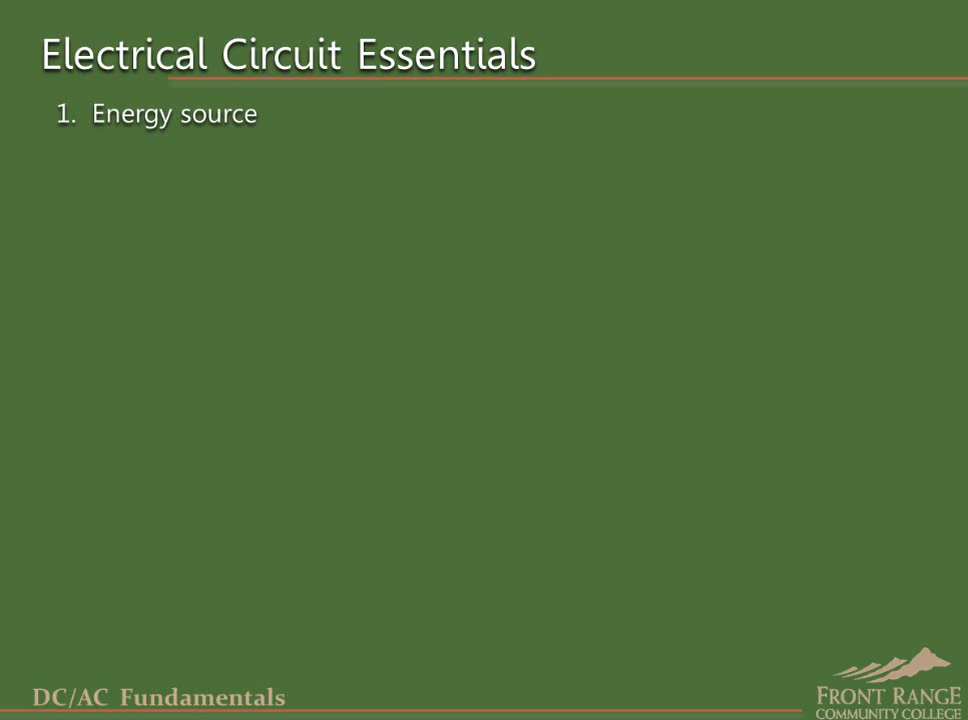 Electrical Circuit Essentials
1. Energy source
DC/AC Fundamentals
FRONT RANGE
COMMUNITY COLLEGE